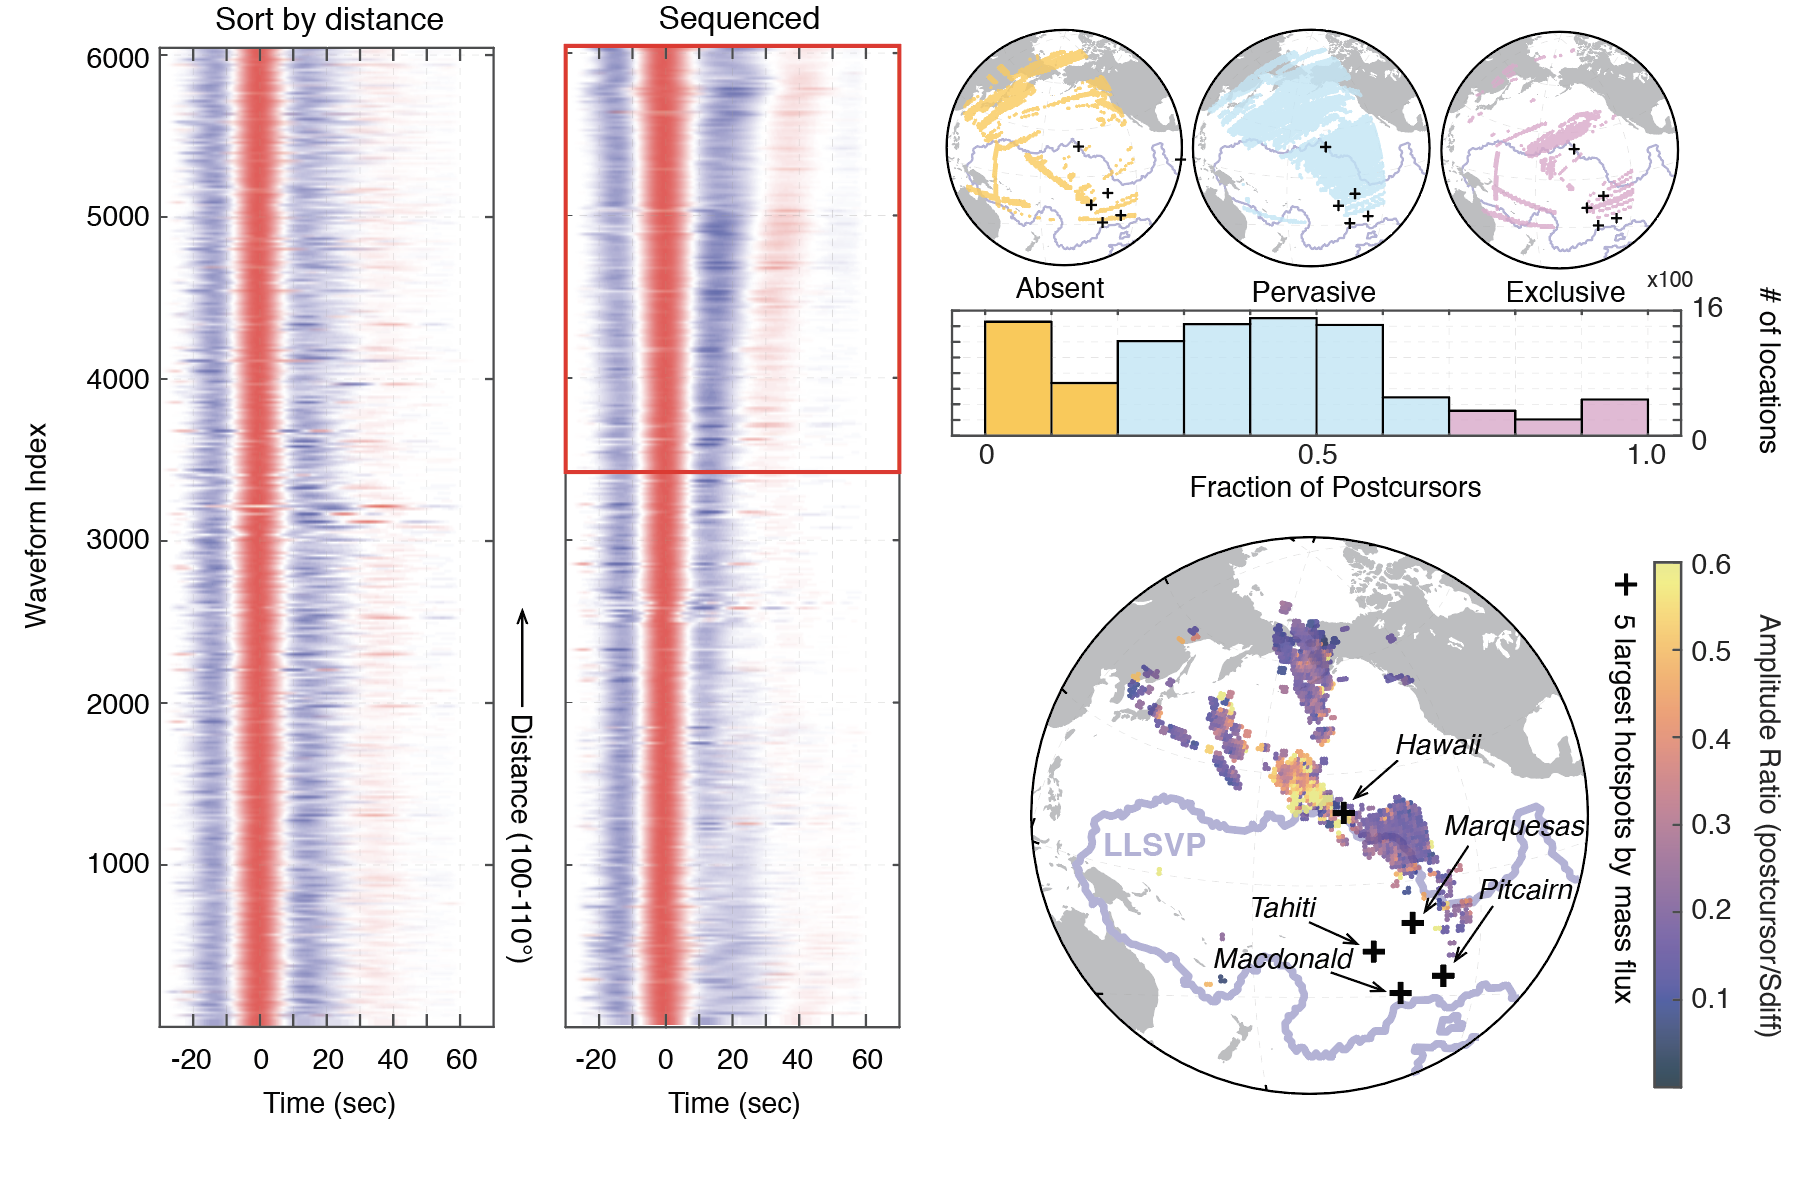 Sort by distance
Sequenced
6000
5000
4000
3000
2000
1000
Waveform Index
-20 0 20 40 60
Time (sec)
Distance (100-110°)
-20 0 20 40 60
Time (sec)
Absent
Pervasive
Exclusive
x100
16
0
# of locations
0 0.5 1.0
Fraction of Postcursors
Hawaii
Marquesas
LLSVP
Pitcairn
Tahiti
Macdonald
+ 5 largest hotspots by mass flux
0.6
0.5
0.4
0.3
0.2
0.1
Amplitude Ratio (postcursor/Sdiff)